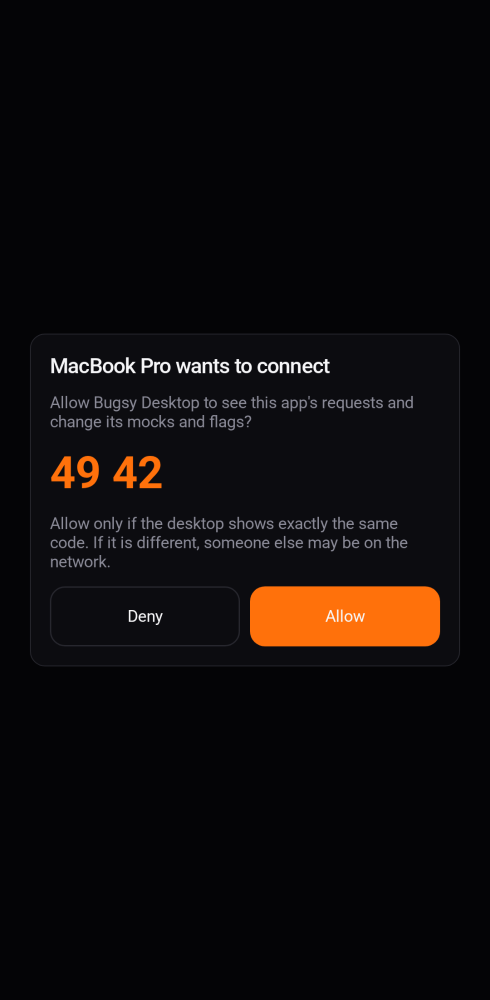 MacBook Pro wants to connect
Allow Bugsy Desktop to see this app's requests and
change its mocks and flags?
49 42
Allow only if the desktop shows exactly the same
code. If it is different, someone else may be on the
network.
Deny
Allow